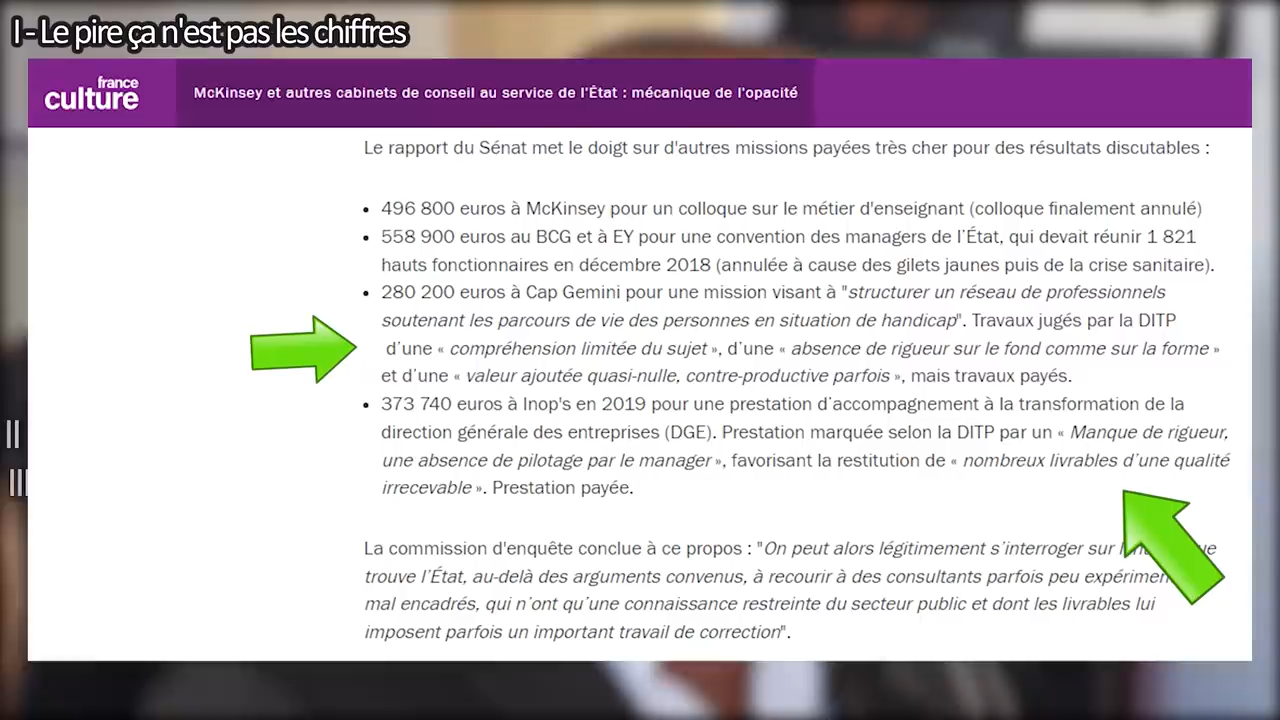 I - Le pire ça n'est pas les chiffres
france
culture
McKinsey et autres cabinets de conseil au service de l'État : mécanique de l'opacité
Le rapport du Sénat met le doigt sur d'autres missions payées très cher pour des résultats discutables :
• 496 800 euros à McKinsey pour un colloque sur le métier d'enseignant (colloque finalement annulé)
• 558 900 euros au BCG et à EY pour une convention des managers de l'État, qui devait réunir 1 821
hauts fonctionnaires en décembre 2018 (annulée à cause des gilets jaunes puis de la crise sanitaire).
• 280 200 euros à Cap Gemini pour une mission visant à "structurer un réseau de professionnels
soutenant les parcours de vie des personnes en situation de handicap". Travaux jugés par la DITP
d'une « compréhension limitée du sujet », d'une « absence de rigueur sur le fond comme sur la forme »
et d'une « valeur ajoutée quasi-nulle, contre-productive parfois », mais travaux payés.
• 373 740 euros à Inop's en 2019 pour une prestation d'accompagnement à la transformation de la
direction générale des entreprises (DGE). Prestation marquée selon la DITP par un « Manque de rigueur,
une absence de pilotage par le manager », favorisant la restitution de « nombreux livrables d'une qualité
irrecevable ». Prestation payée.
II
III
La commission d'enquête conclue à ce propos : "On peut alors légitimement s'interroger sur
trouve l'État, au-delà des arguments convenus, à recourir à des consultants parfois peu
mal encadrés, qui n'ont qu'une connaissance restreinte du secteur public et dont les livrables lui
imposent parfois un important travail de correction".